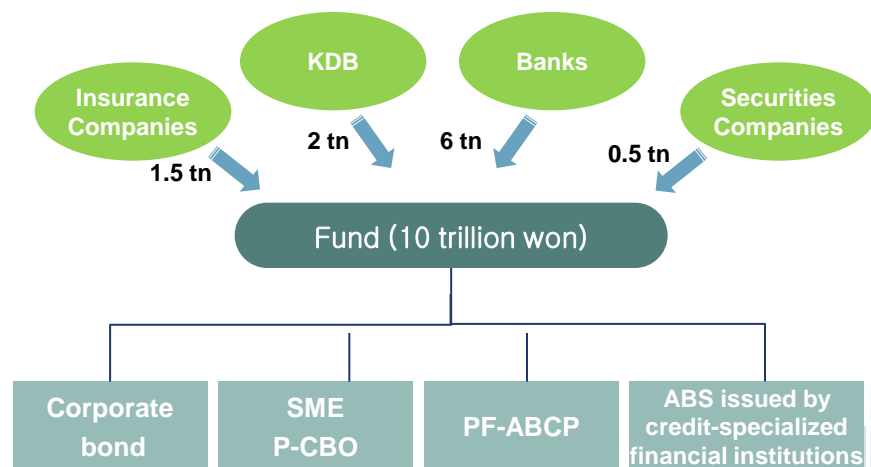 KDB
Banks
Insurance
Companies
Securities
Companies
2 tn
6 tn
0.5 tn
1.5 tn
Fund (10 trillion won)
Corporate
bond
SME
P-CBO
PF-ABCP
ABS issued by
credit-specialized
financial institutions